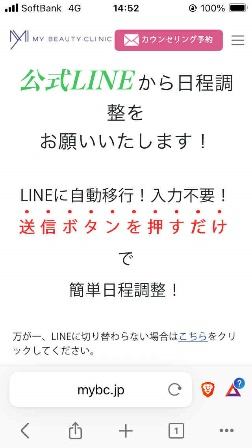 SoftBank 4G 14:52 100%
MY BEAUTY CLINIC カウンセリング予約
公式LINEから日程調
整を
お願いいたします！
LINEに自動移行！入力不要！
送信ボタンを押すだけ
で
簡単日程調整！
万が一、LINEに切り替わらない場合はこちらをクリ
ックしてください。
mybc.jp
1
?